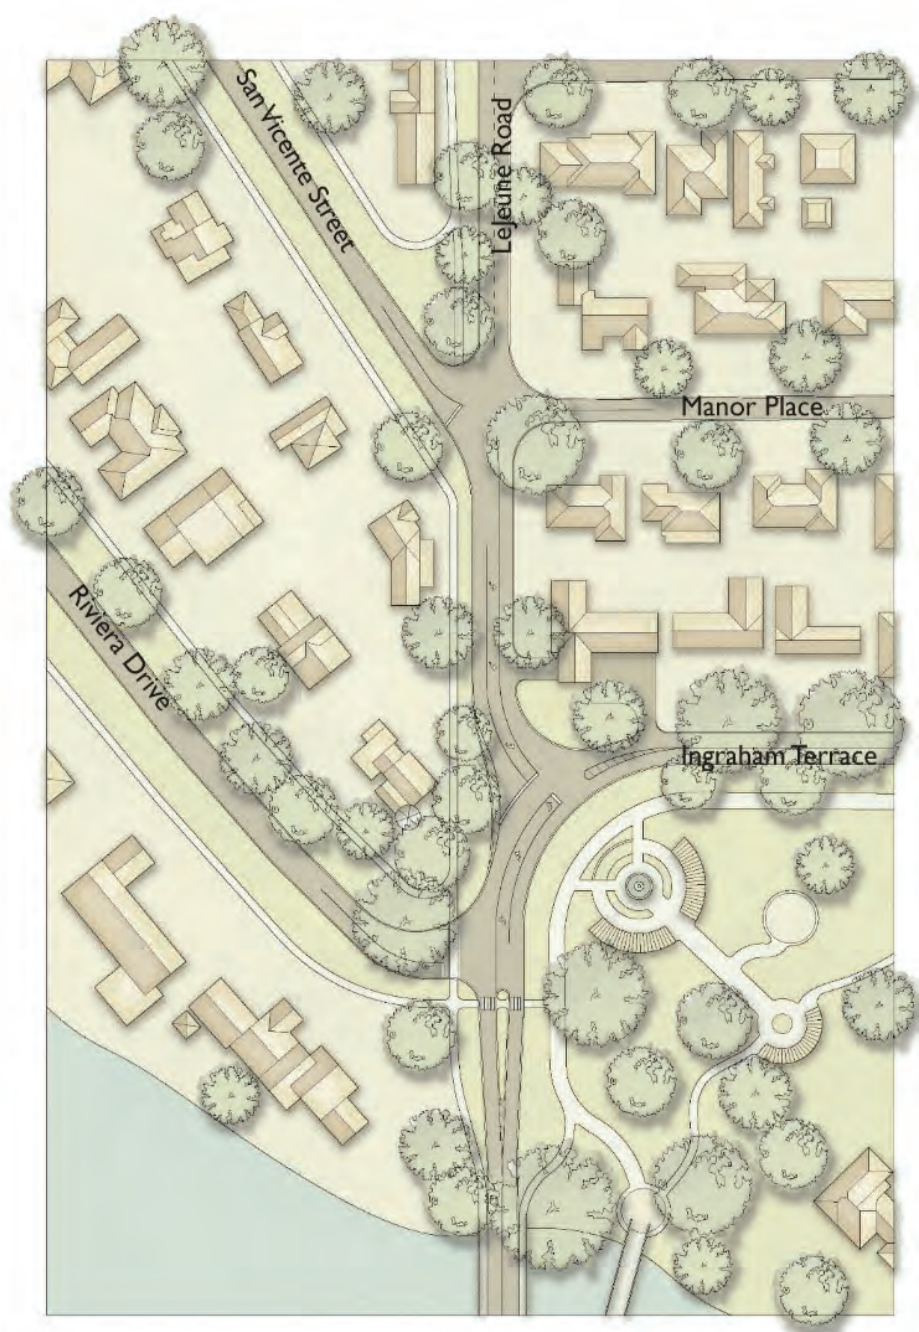 San Vicente Street
Lejeune Road
Manor Place
Riviera Drive
Ingraham Terrace